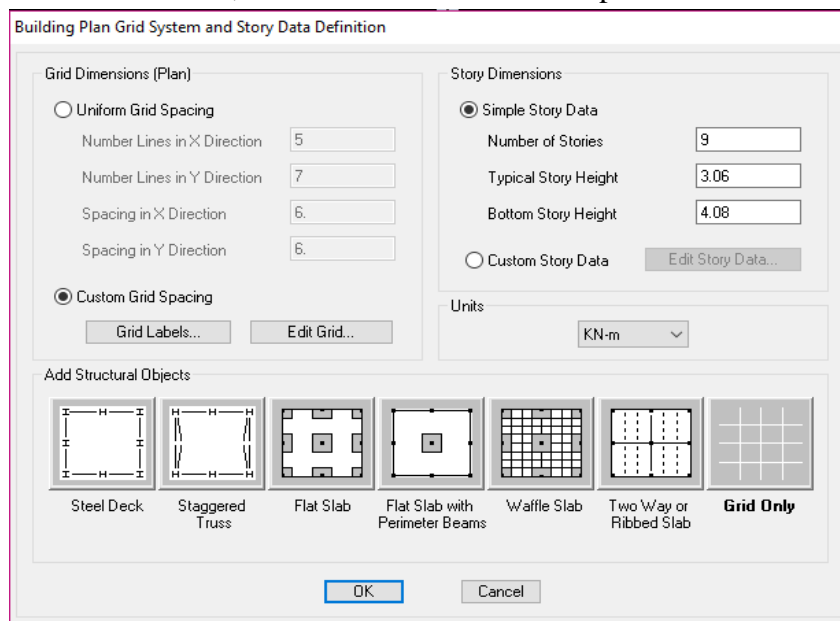 Building Plan Grid System and Story Data Definition
Grid Dimensions (Plan)
Uniform Grid Spacing
Number Lines in X Direction 5
Number Lines in Y Direction 7
Spacing in X Direction 6.
Spacing in Y Direction 6.
Custom Grid Spacing
Grid Labels... Edit Grid...
Story Dimensions
Simple Story Data
Number of Stories 9
Typical Story Height 3.06
Bottom Story Height 4.08
Custom Story Data Edit Story Data...
Units
KN-m
Add Structural Objects
Steel Deck
Staggered
Truss
Flat Slab
Flat Slab with
Perimeter Beams
Waffle Slab
Two Way or
Ribbed Slab
Grid Only
OK Cancel